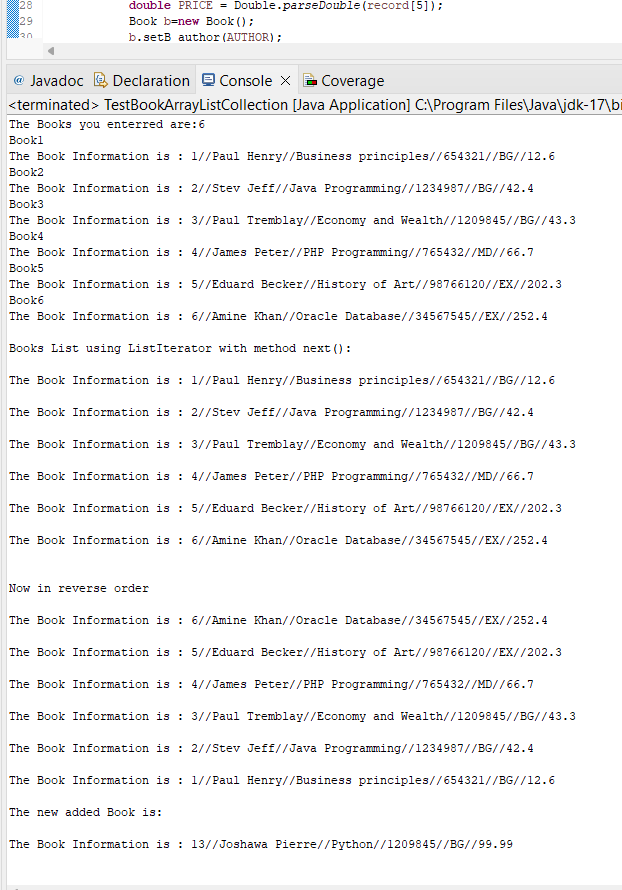 28 double PRICE = Double.parseDouble(record[5]);
29 Book b=new Book();
30 b.setB author(AUTHOR);
@ Javadoc Declaration Console Coverage
<terminated> TestBookArrayListCollection [Java Application] C:\Program Files\Java\jdk-17\bi
The Books you enterred are:6
Book1
The Book Information is : 1//Paul Henry//Business principles//654321//BG//12.6
Book2
The Book Information is : 2//Stev Jeff//Java Programming//1234987//BG//42.4
Book3
The Book Information is : 3//Paul Tremblay//Economy and Wealth//1209845//BG//43.3
Book4
The Book Information is : 4//James Peter//PHP Programming//765432//MD//66.7
Book5
The Book Information is : 5//Eduard Becker//History of Art//98766120//EX//202.3
Book6
The Book Information is : 6//Amine Khan//Oracle Database//34567545//EX//252.4
Books List using ListIterator with method next():
The Book Information is : 1//Paul Henry//Business principles//654321//BG//12.6
The Book Information is : 2//Stev Jeff//Java Programming//1234987//BG//42.4
The Book Information is : 3//Paul Tremblay//Economy and Wealth//1209845//BG//43.3
The Book Information is : 4//James Peter//PHP Programming//765432//MD//66.7
The Book Information is : 5//Eduard Becker//History of Art//98766120//EX//202.3
The Book Information is : 6//Amine Khan//Oracle Database//34567545//EX//252.4
Now in reverse order
The Book Information is : 6//Amine Khan//Oracle Database//34567545//EX//252.4
The Book Information is : 5//Eduard Becker//History of Art//98766120//EX//202.3
The Book Information is : 4//James Peter//PHP Programming//765432//MD//66.7
The Book Information is : 3//Paul Tremblay//Economy and Wealth//1209845//BG//43.3
The Book Information is : 2//Stev Jeff//Java Programming//1234987//BG//42.4
The Book Information is : 1//Paul Henry//Business principles//654321//BG//12.6
The new added Book is:
The Book Information is : 13//Joshawa Pierre//Python//1209845//BG//99.99